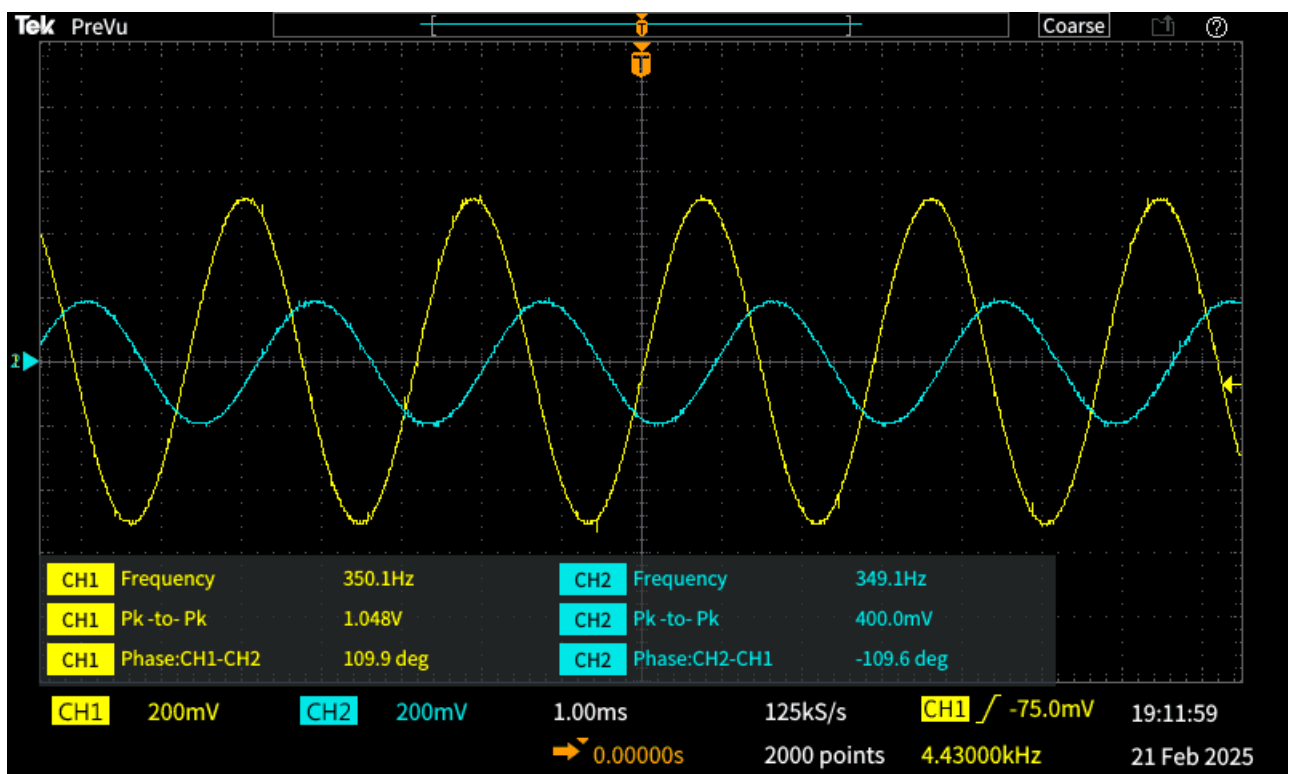 Tek PreVu Coarse
T
T
2
CH1 Frequency 350.1Hz CH2 Frequency 349.1Hz
CH1 Pk -to- Pk 1.048V CH2 Pk -to- Pk 400.0mV
CH1 Phase:CH1-CH2 109.9 deg CH2 Phase:CH2-CH1 -109.6 deg
CH1 200mV CH2 200mV 1.00ms 125kS/s CH1 -75.0mV 19:11:59
0.00000s 2000 points 4.43000kHz 21 Feb 2025